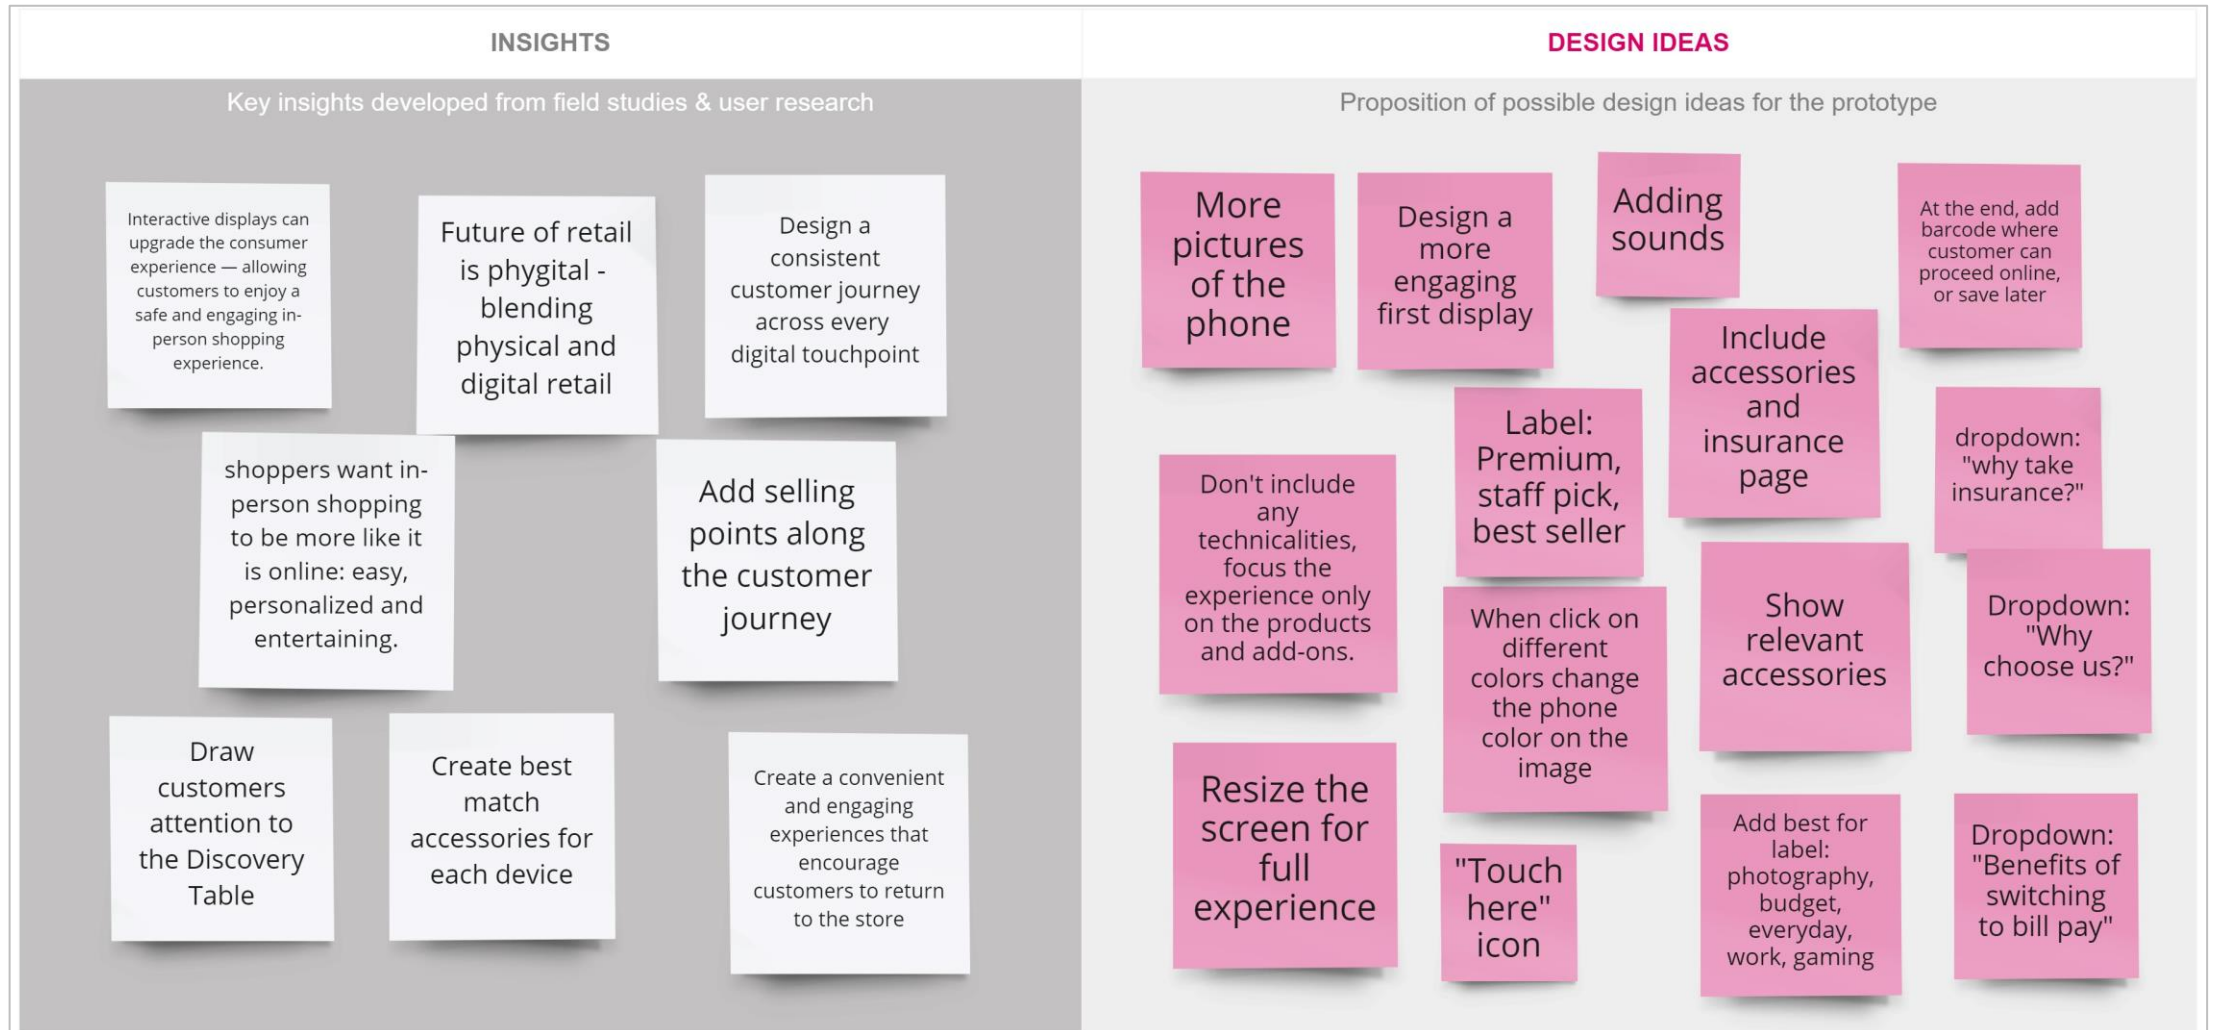 INSIGHTS
Key insights developed from field studies & user research
Interactive displays can
upgrade the consumer
experience — allowing
customers to enjoy a
safe and engaging in-
person shopping
experience.
Future of retail
is phygital -
blending
physical and
digital retail
Design a
consistent
customer journey
across every
digital touchpoint
shoppers want in-
person shopping
to be more like it
is online: easy,
personalized and
entertaining.
Add selling
points along
the customer
journey
Draw
customers
attention to
the Discovery
Table
Create best
match
accessories for
each device
Create a convenient
and engaging
experiences that
encourage
customers to return
to the store
DESIGN IDEAS
Proposition of possible design ideas for the prototype
More
pictures
of the
phone
Design a
more
engaging
first display
Adding
sounds
At the end, add
barcode where
customer can
proceed online,
or save later
Include
accessories
and
insurance
page
Label:
Premium,
staff pick,
best seller
dropdown:
"why take
insurance?"
Don't include
any
technicalities,
focus the
experience only
on the products
and add-ons.
When click on
different
colors change
the phone
color on the
image
Show
relevant
accessories
Dropdown:
"Why
choose us?"
Resize the
screen for
full
experience
"Touch
here"
icon
Add best for
label:
photography,
budget,
everyday,
work, gaming
Dropdown:
"Benefits of
switching
to bill pay"